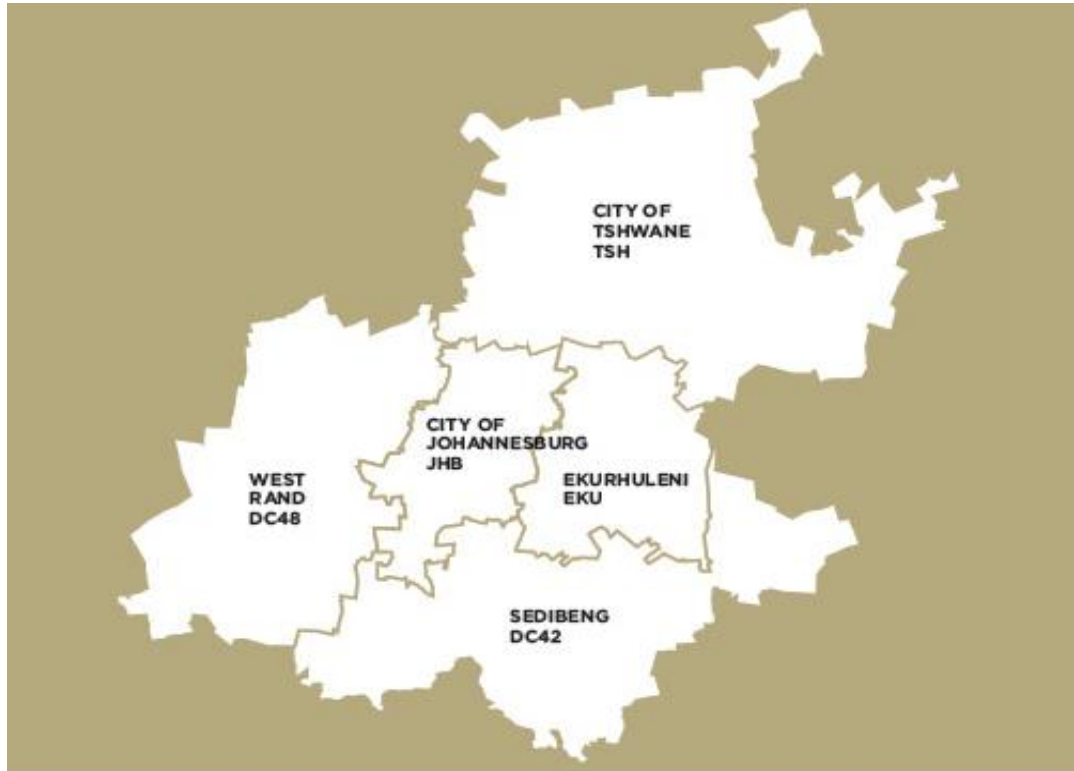 CITY OF
TSHWANE
TSH
CITY OF
JOHANNESBURG
JHB
WEST
RAND
DC48
EKURHULENI
EKU
SEDIBENG
DC42